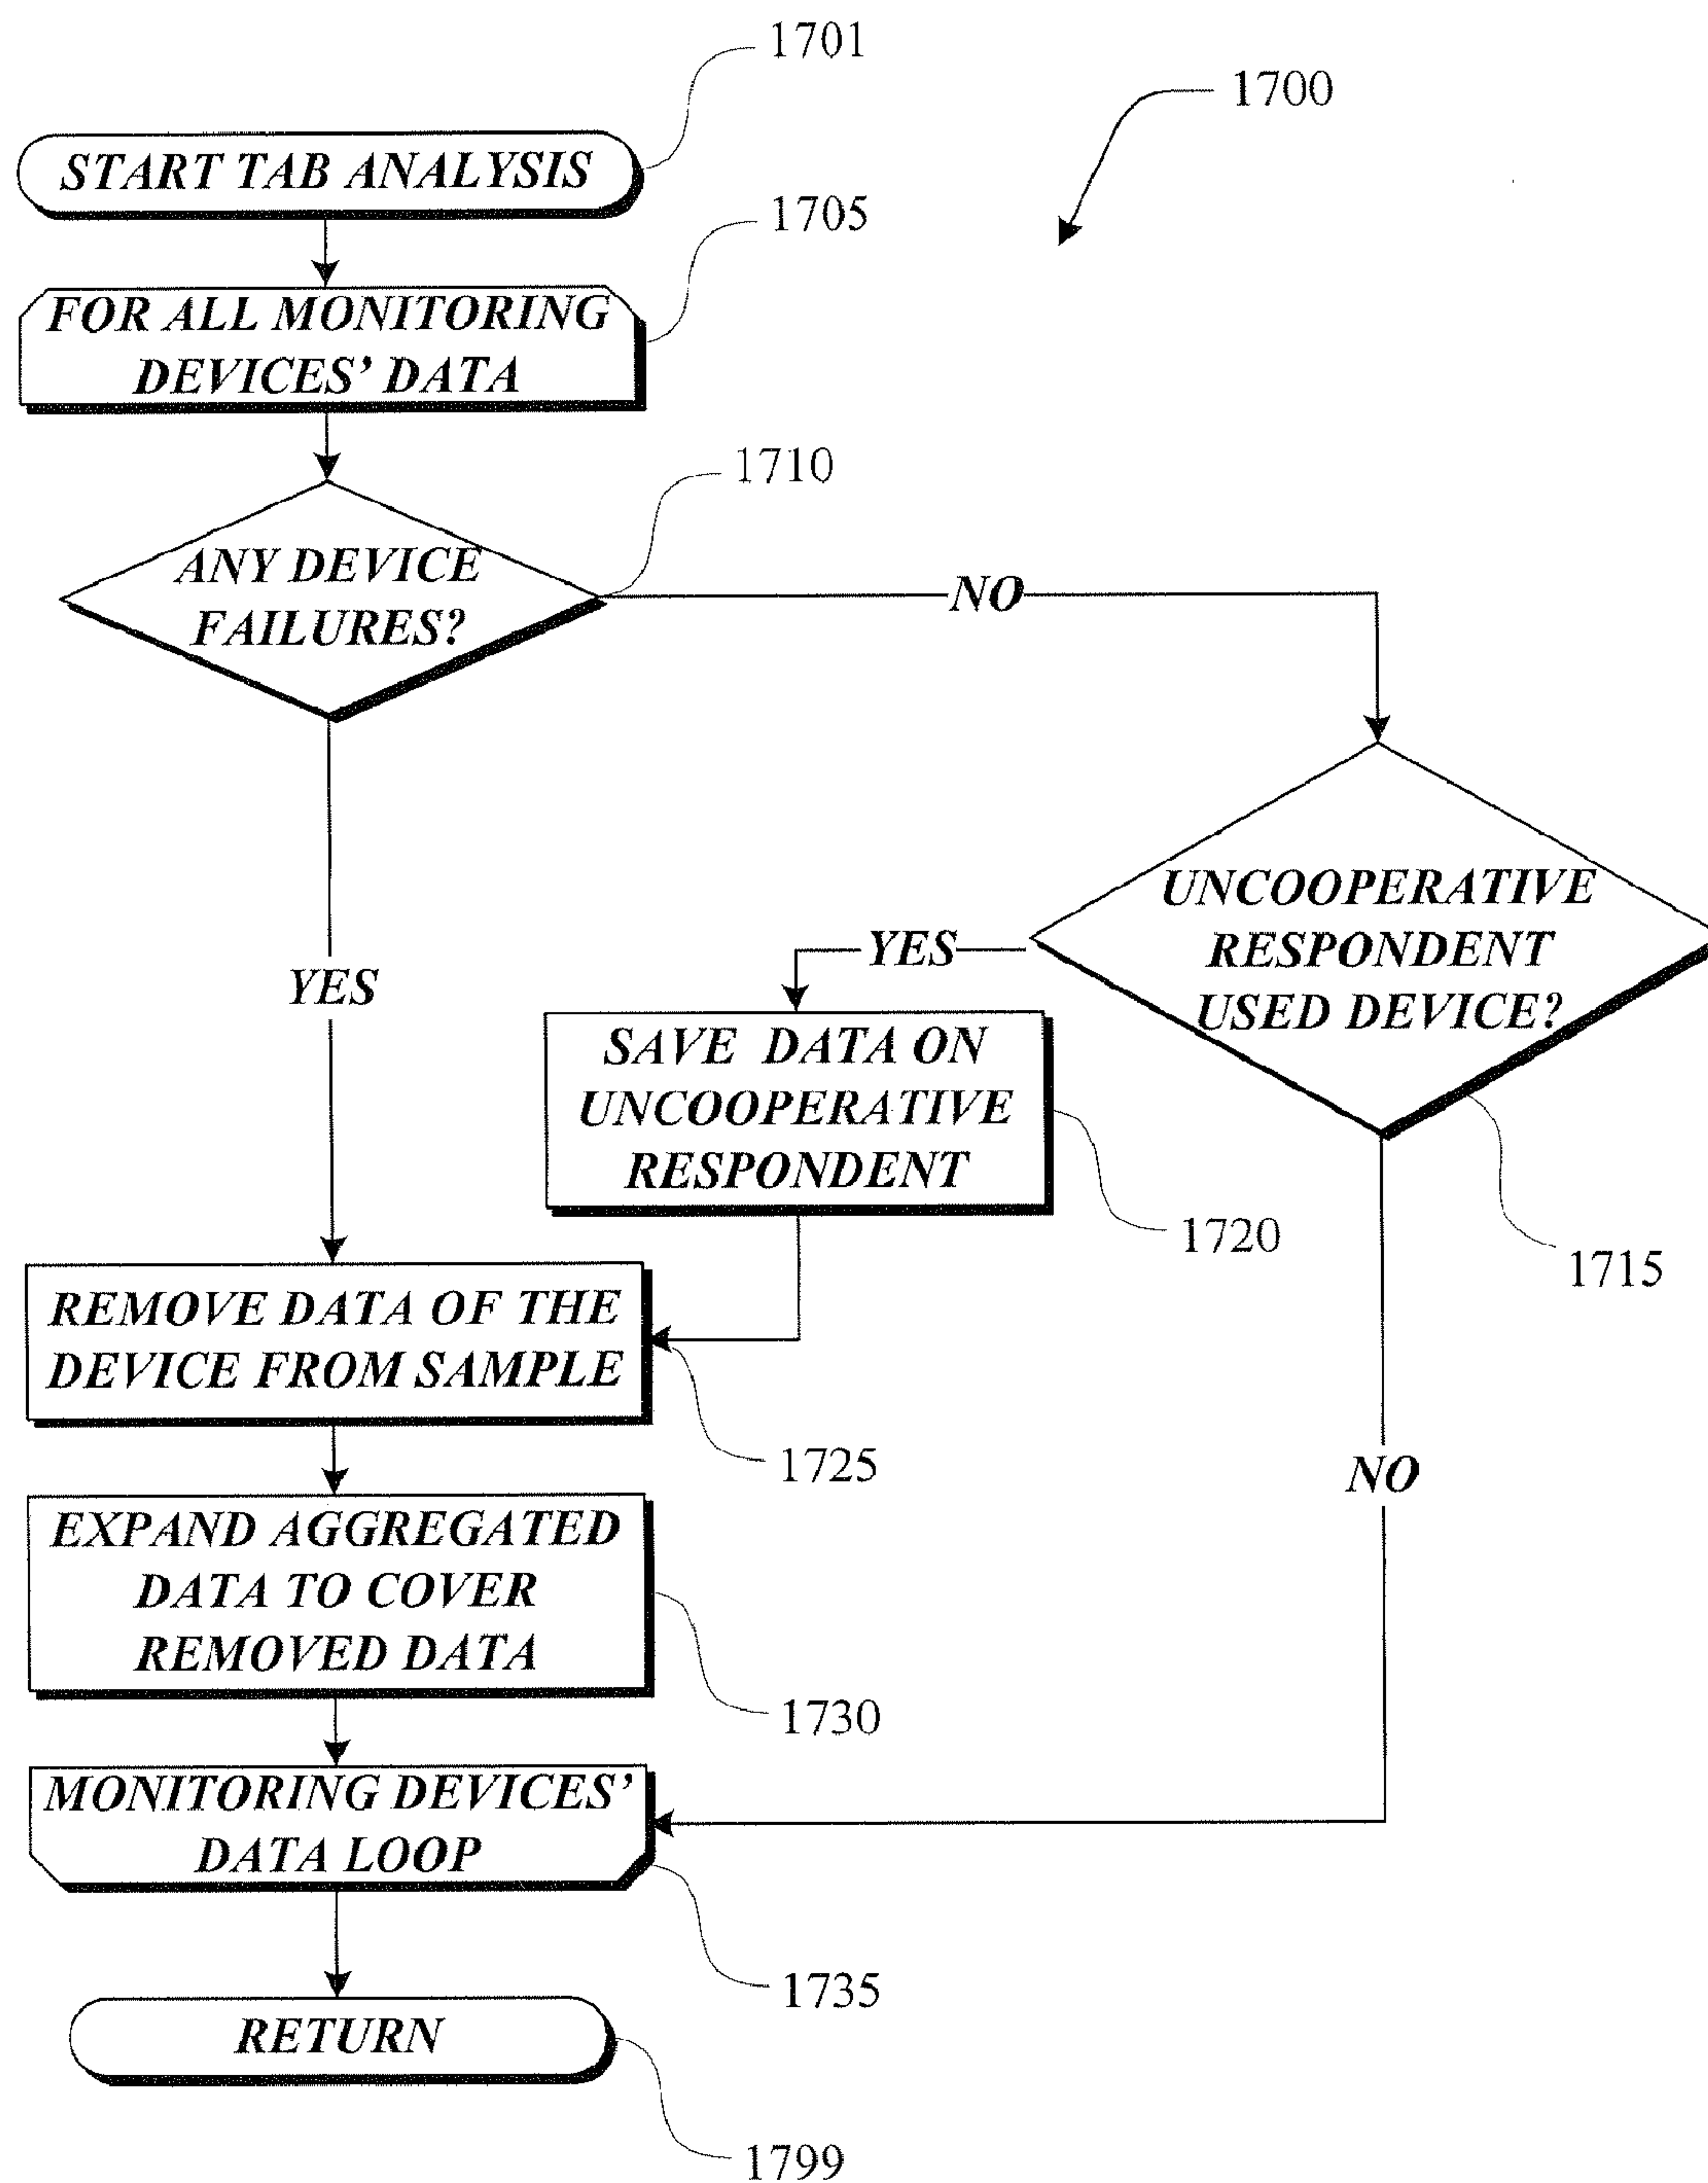 1701
1700
START TAB ANALYSIS
1705
FOR ALL MONITORING
DEVICES’ DATA
1710
ANY DEVICE
FAILURES?
NO
UNCOOPERATIVE
RESPONDENT
USED DEVICE?
YES
YES
SAVE DATA ON
UNCOOPERATIVE
RESPONDENT
1720
1715
REMOVE DATA OF THE
DEVICE FROM SAMPLE
1725
NO
EXPAND AGGREGATED
DATA TO COVER
REMOVED DATA
1730
MONITORING DEVICES’
DATA LOOP
1735
RETURN
1799